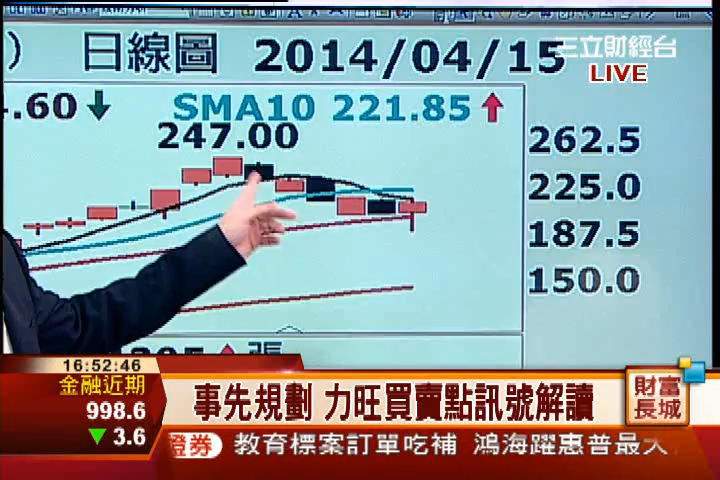 ) 日線圖 2014/04/15
三立財經台
LIVE
.60↓ SMA10 221.85↑
247.00
262.5
225.0
187.5
150.0
張
16:52:46
金融近期
998.6
▼3.6
事先規劃 力旺買賣點訊號解讀
財富長城
證券 教育標案訂單吃補 鴻海躍惠普最大